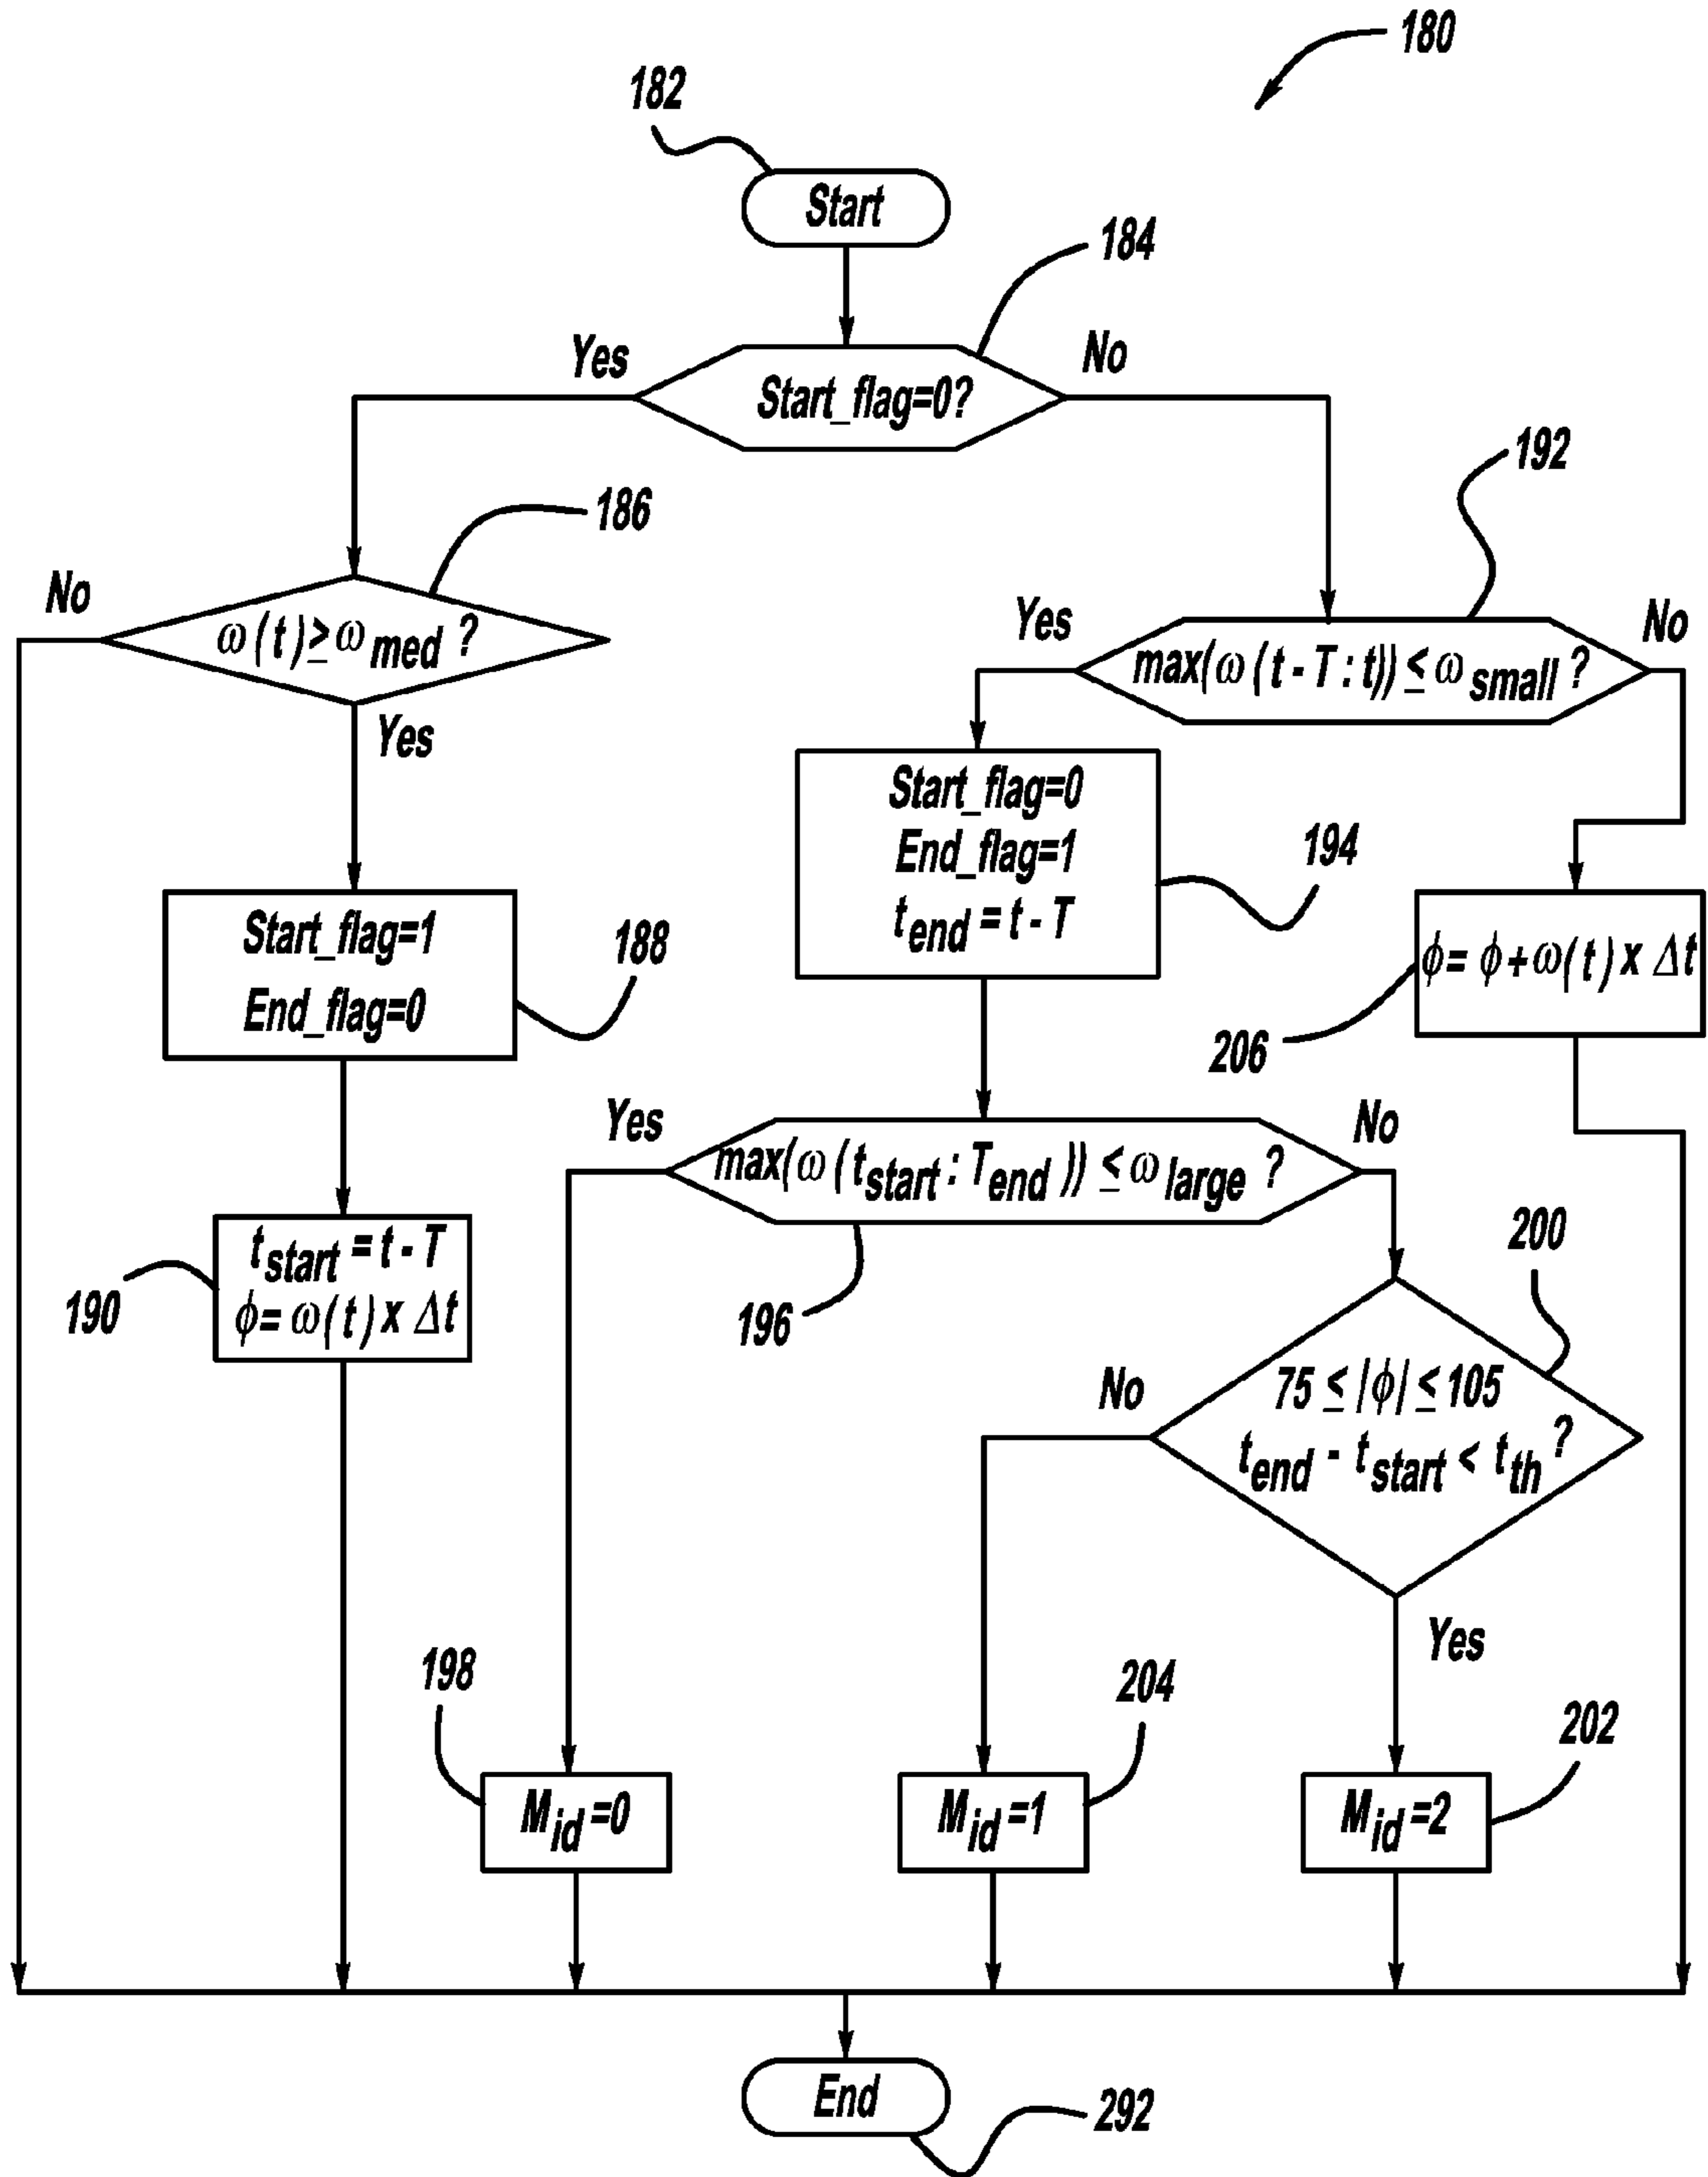 180
182
Start
184
Yes
No
Start_flag=0?
192
186
No
ω(t)≥ω med ?
Yes
No
max(ω(t - T : t)) ≤ ω small ?
Yes
Start_flag=0
End_flag=1
t end = t - T
194
Start_flag=1
End_flag=0
188
ϕ= ϕ+ω(t) x Δt
206
Yes
No
max(ω(t start : T end )) ≤ ω large ?
t start = t - T
ϕ= ω(t) x Δt
190
196
200
No
75 ≤ |ϕ| ≤ 105
t end - t start < t th ?
Yes
198
204
202
M id =0
M id =1
M id =2
End
292